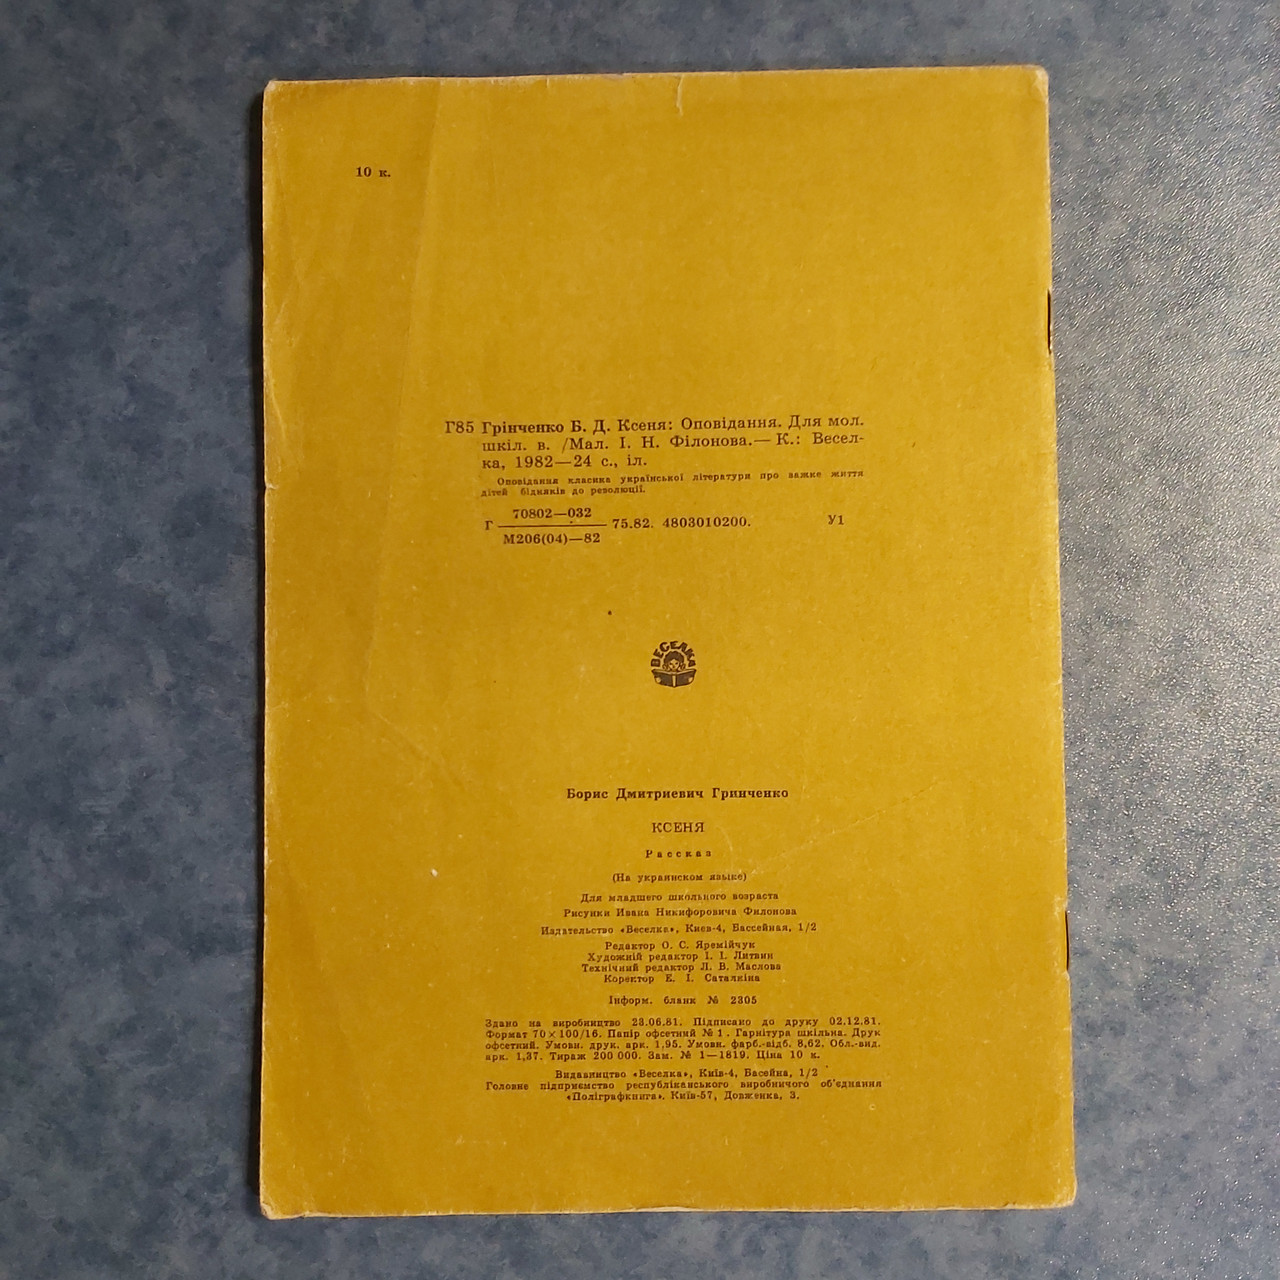 10 к.
Г85 Грінченко Б. Д. Ксеня: Оповідання. Для мол.
шкіл. в. /Мал. І. Н. Філонова.— К.: Весел-
ка, 1982—24 с., іл.
Оповідання класика української літератури про важке життя
дітей бідняків до революції.
70802—032
Г 75.82. 4803010200. У1
М206(04)—82
ВЕСЕЛКА
Борис Дмитриевич Гринченко
КСЕНЯ
Рассказ
(На украинском языке)
Для младшего школьного возраста
Рисунки Ивана Никифоровича Филонова
Издательство «Веселка», Киев-4, Бассейная, 1/2
Редактор О. С. Яремійчук
Художній редактор І. І. Литвин
Технічний редактор Л. В. Маслова
Коректор Е. І. Саталкіна
Інформ. бланк № 2305
Здано на виробництво 23.06.81. Підписано до друку 02.12.81.
Формат 70×100/16. Папір офсетний № 1. Гарнітура шкільна. Друк
офсетний. Умовн. друк. арк. 1,95. Умовн. фарб.-відб. 8,62. Обл.-вид.
арк. 1,37. Тираж 200 000. Зам. № 1—1819. Ціна 10 к.
Видавництво «Веселка», Київ-4, Басейна, 1/2
Головне підприємство республіканського виробничого об'єднання
«Поліграфкнига». Київ-57, Довженка, 3.